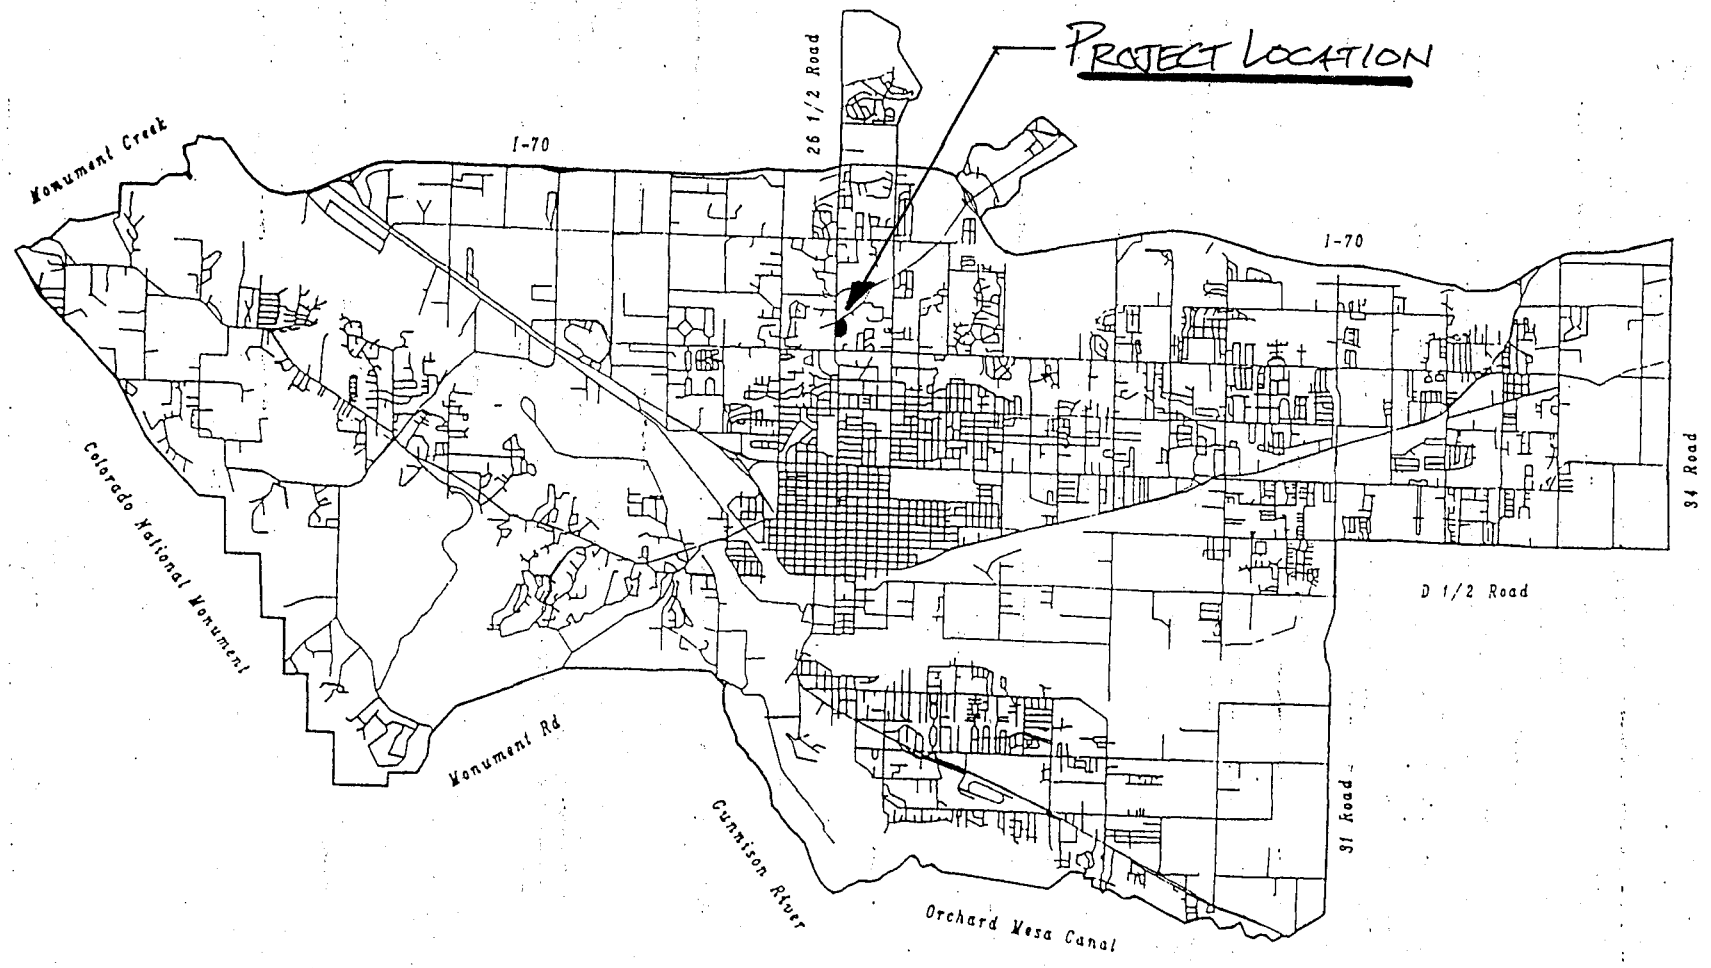 PROJECT LOCATION
26 1/2 Road
I-70
Monument Creek
I-70
Colorado National Monument
34 Road
D 1/2 Road
Monument Rd
31 Road
Gunnison River
Orchard Mesa Canal